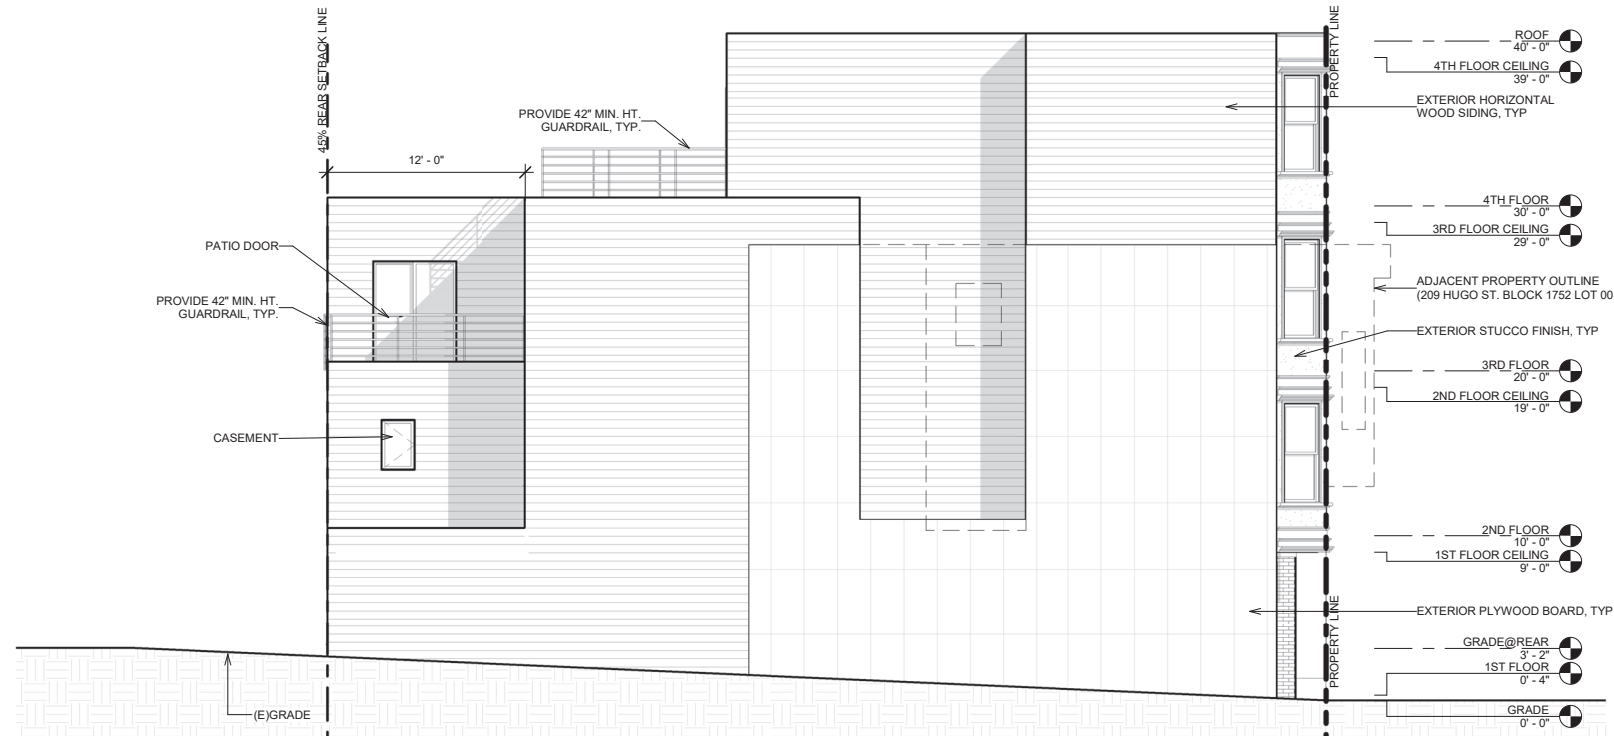 45% REAR SETBACK LINE
PROPERTY LINE
ROOF
40' - 0"
4TH FLOOR CEILING
39' - 0"
EXTERIOR HORIZONTAL
WOOD SIDING, TYP
PROVIDE 42" MIN. HT.
GUARDRAIL, TYP.
12' - 0"
4TH FLOOR
30' - 0"
3RD FLOOR CEILING
29' - 0"
PATIO DOOR
ADJACENT PROPERTY OUTLINE
(209 HUGO ST. BLOCK 1752 LOT 00
PROVIDE 42" MIN. HT.
GUARDRAIL, TYP.
EXTERIOR STUCCO FINISH, TYP
3RD FLOOR
20' - 0"
2ND FLOOR CEILING
19' - 0"
CASEMENT
2ND FLOOR
10' - 0"
1ST FLOOR CEILING
9' - 0"
EXTERIOR PLYWOOD BOARD, TYP
PROPERTY LINE
GRADE@REAR
3' - 2"
1ST FLOOR
0' - 4"
(E)GRADE
GRADE
0' - 0"